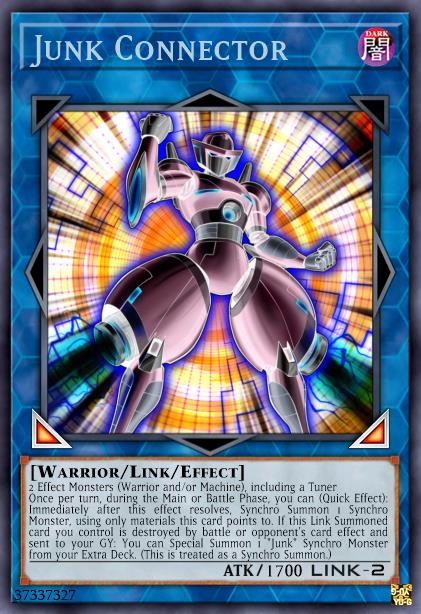 Junk Connector
DARK
闇
[Warrior/Link/Effect]
2 Effect Monsters (Warrior and/or Machine), including a Tuner
Once per turn, during the Main or Battle Phase, you can (Quick Effect):
Immediately after this effect resolves, Synchro Summon 1 Synchro
Monster, using only materials this card points to. If this Link Summoned
card you control is destroyed by battle or opponent's card effect and
sent to your GY: You can Special Summon 1 "Junk" Synchro Monster
from your Extra Deck. (This is treated as a Synchro Summon.)
ATK/1700 LINK-2
37337327